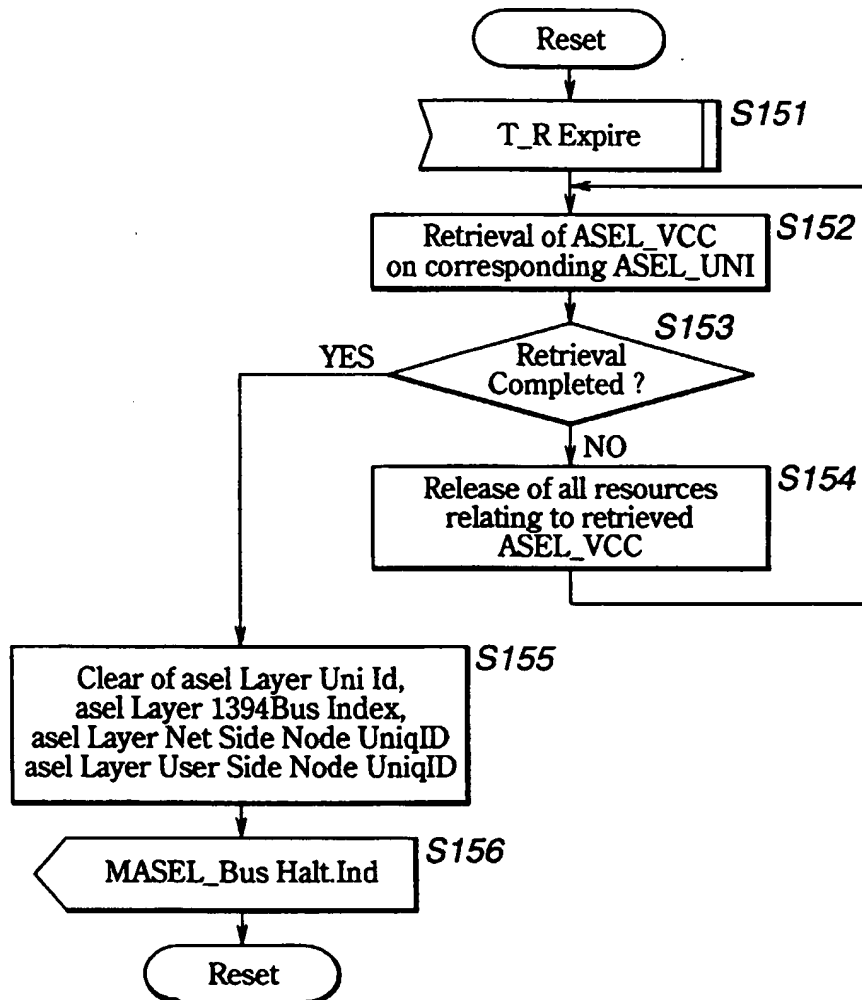 Reset
T_R Expire
S151
Retrieval of ASEL_VCC
on corresponding ASEL_UNI
S152
S153
Retrieval
Completed ?
YES
NO
Release of all resources
relating to retrieved
ASEL_VCC
S154
Clear of asel Layer Uni Id,
asel Layer 1394Bus Index,
asel Layer Net Side Node UniqID
asel Layer User Side Node UniqID
S155
MASEL_Bus Halt.Ind
S156
Reset